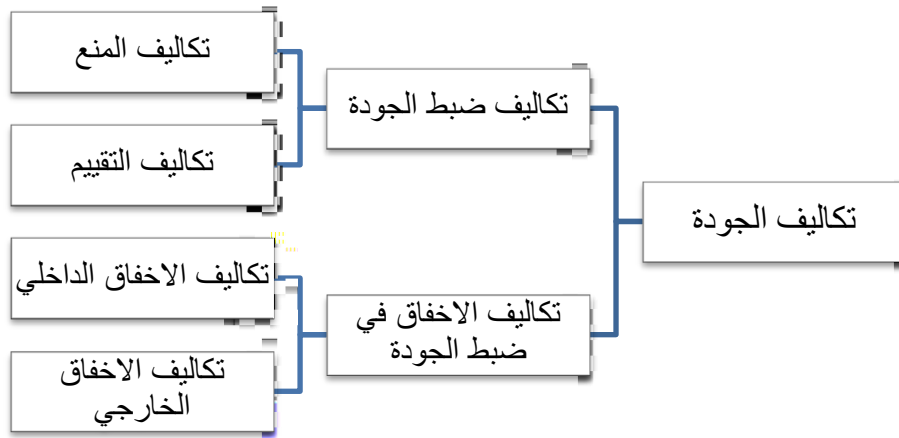 تكاليف الجودة
تكاليف ضبط الجودة
تكاليف المنع
تكاليف التقييم
تكاليف الاخفاق في
ضبط الجودة
تكاليف الاخفاق الداخلي
تكاليف الاخفاق
الخارجي